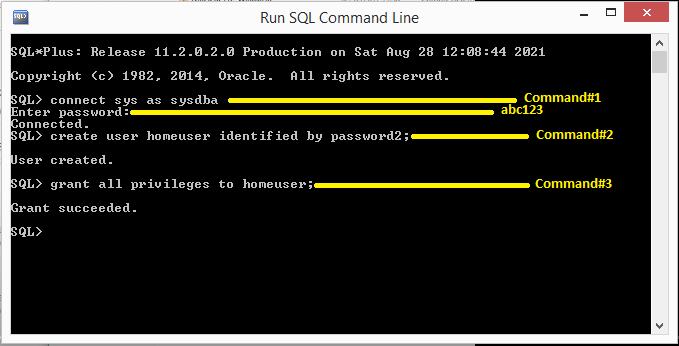 Run SQL Command Line
SQL*Plus: Release 11.2.0.2.0 Production on Sat Aug 28 12:08:44 2021
Copyright (c) 1982, 2014, Oracle.  All rights reserved.
SQL> connect sys as sysdba Command#1
Enter password: abc123
Connected.
SQL> create user homeuser identified by password2; Command#2
User created.
SQL> grant all privileges to homeuser; Command#3
Grant succeeded.
SQL>